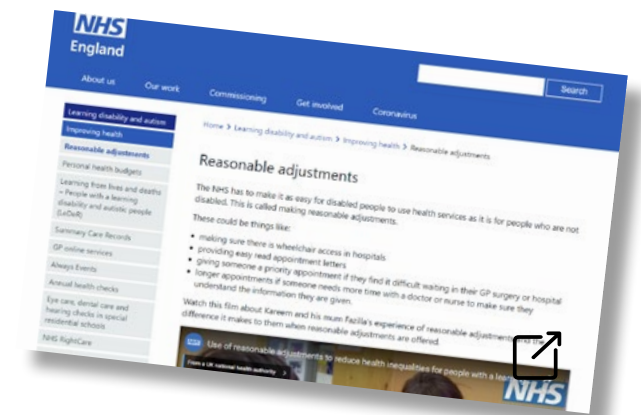 NHS
England
Search
About us
Our work
Commissioning
Get involved
Coronavirus
Home > Learning disability and autism > Improving health > Reasonable adjustments
Learning disability and autism
Improving health
Reasonable adjustments
Personal health budgets
Learning from lives and deaths
– People with a learning
disability and autistic people
(LeDeR)
Summary Care Records
GP online services
Always Events
Annual health checks
Eye care, dental care and
hearing checks in special
residential schools
NHS RightCare
Reasonable adjustments
The NHS has to make it as easy for disabled people to use health services as it is for people who are not
disabled. This is called making reasonable adjustments.
These could be things like:
• making sure there is wheelchair access in hospitals
• providing easy read appointment letters
• giving someone a priority appointment if they find it difficult waiting in their GP surgery or hospital
• longer appointments if someone needs more time with a doctor or nurse to make sure they
understand the information they are given.
Watch this film about Kareem and his mum Fazilla's experience of reasonable adjustments and the
difference it makes to them when reasonable adjustments are offered.
Use of reasonable adjustments to reduce health inequalities for people with a
From a UK national health authority
NHS